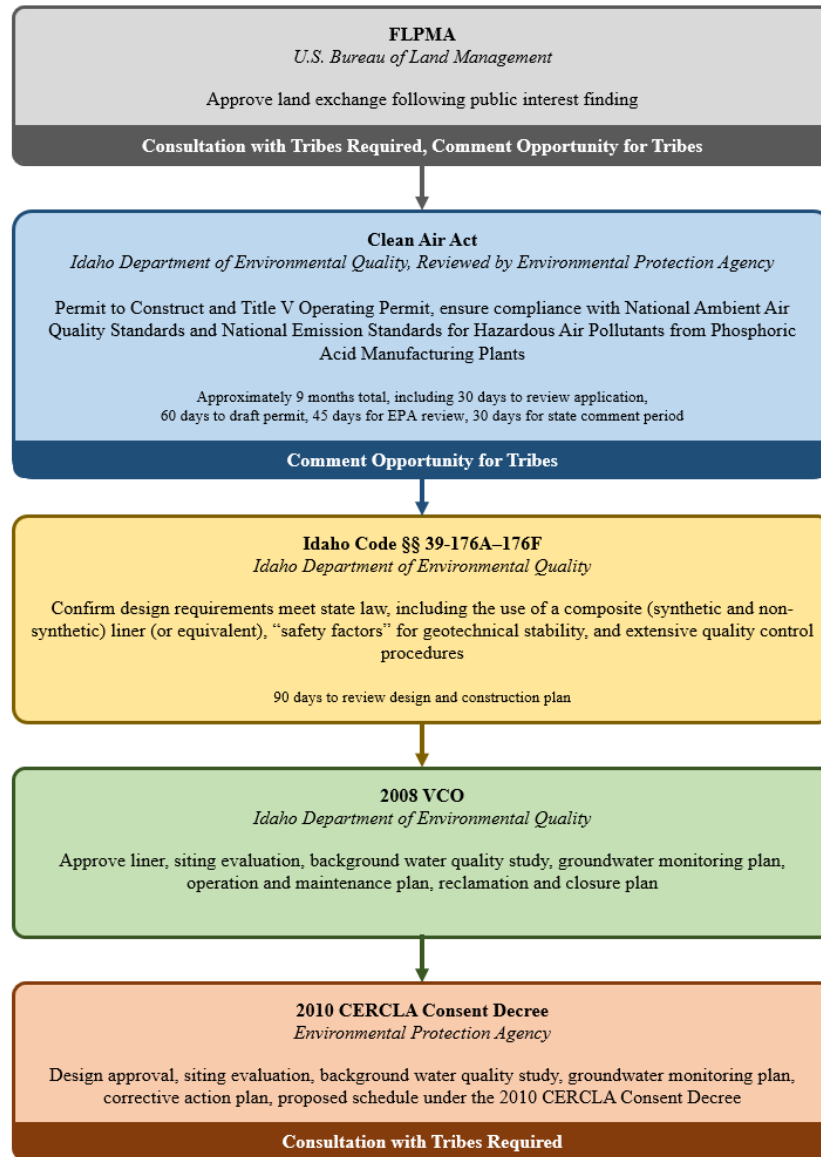 FLPMA
U.S. Bureau of Land Management
Approve land exchange following public interest finding
Consultation with Tribes Required, Comment Opportunity for Tribes
Clean Air Act
Idaho Department of Environmental Quality, Reviewed by Environmental Protection Agency
Permit to Construct and Title V Operating Permit, ensure compliance with National Ambient Air
Quality Standards and National Emission Standards for Hazardous Air Pollutants from Phosphoric
Acid Manufacturing Plants
Approximately 9 months total, including 30 days to review application,
60 days to draft permit, 45 days for EPA review, 30 days for state comment period
Comment Opportunity for Tribes
Idaho Code §§ 39-176A–176F
Idaho Department of Environmental Quality
Confirm design requirements meet state law, including the use of a composite (synthetic and non-
synthetic) liner (or equivalent), “safety factors” for geotechnical stability, and extensive quality control
procedures
90 days to review design and construction plan
2008 VCO
Idaho Department of Environmental Quality
Approve liner, siting evaluation, background water quality study, groundwater monitoring plan,
operation and maintenance plan, reclamation and closure plan
2010 CERCLA Consent Decree
Environmental Protection Agency
Design approval, siting evaluation, background water quality study, groundwater monitoring plan,
corrective action plan, proposed schedule under the 2010 CERCLA Consent Decree
Consultation with Tribes Required